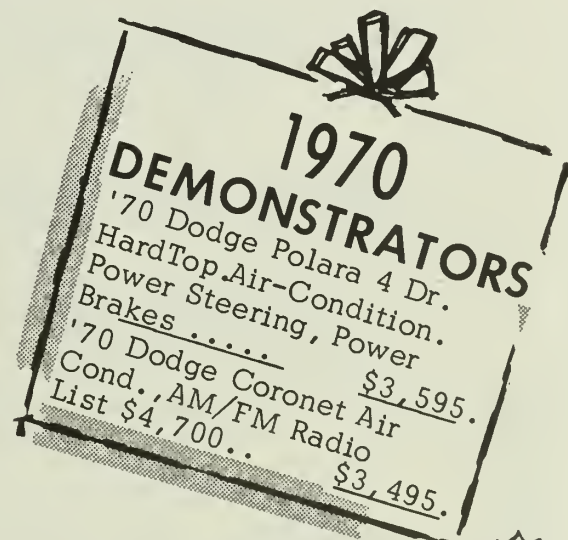 1970
DEMONSTRATORS
'70 Dodge Polara 4 Dr.
HardTop.Air-Condition.
Power Steering, Power
Brakes ..... $3,595.
'70 Dodge Coronet Air
Cond.,AM/FM Radio
List $4,700.. $3,495.